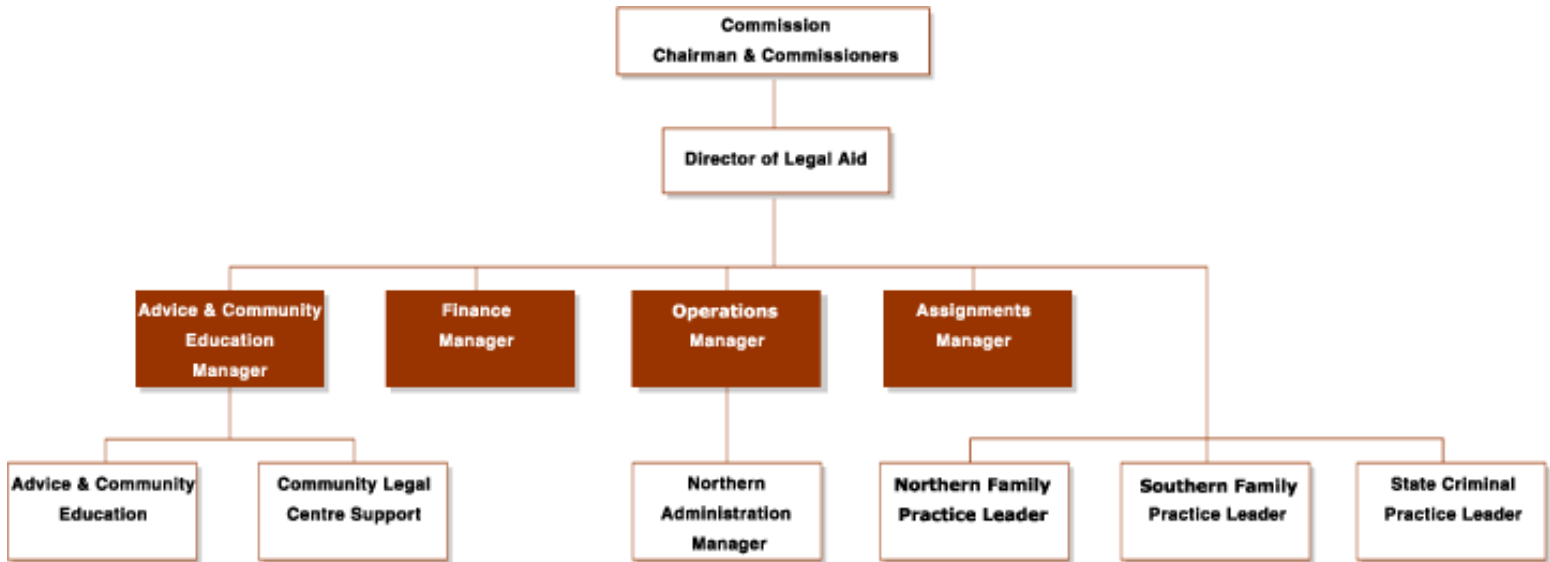 Commission
Chairman & Commissioners
Director of Legal Aid
Advice & Community
Education
Manager
Finance
Manager
Operations
Manager
Assignments
Manager
Advice & Community
Education
Community Legal
Centre Support
Northern
Administration
Manager
Northern Family
Practice Leader
Southern Family
Practice Leader
State Criminal
Practice Leader